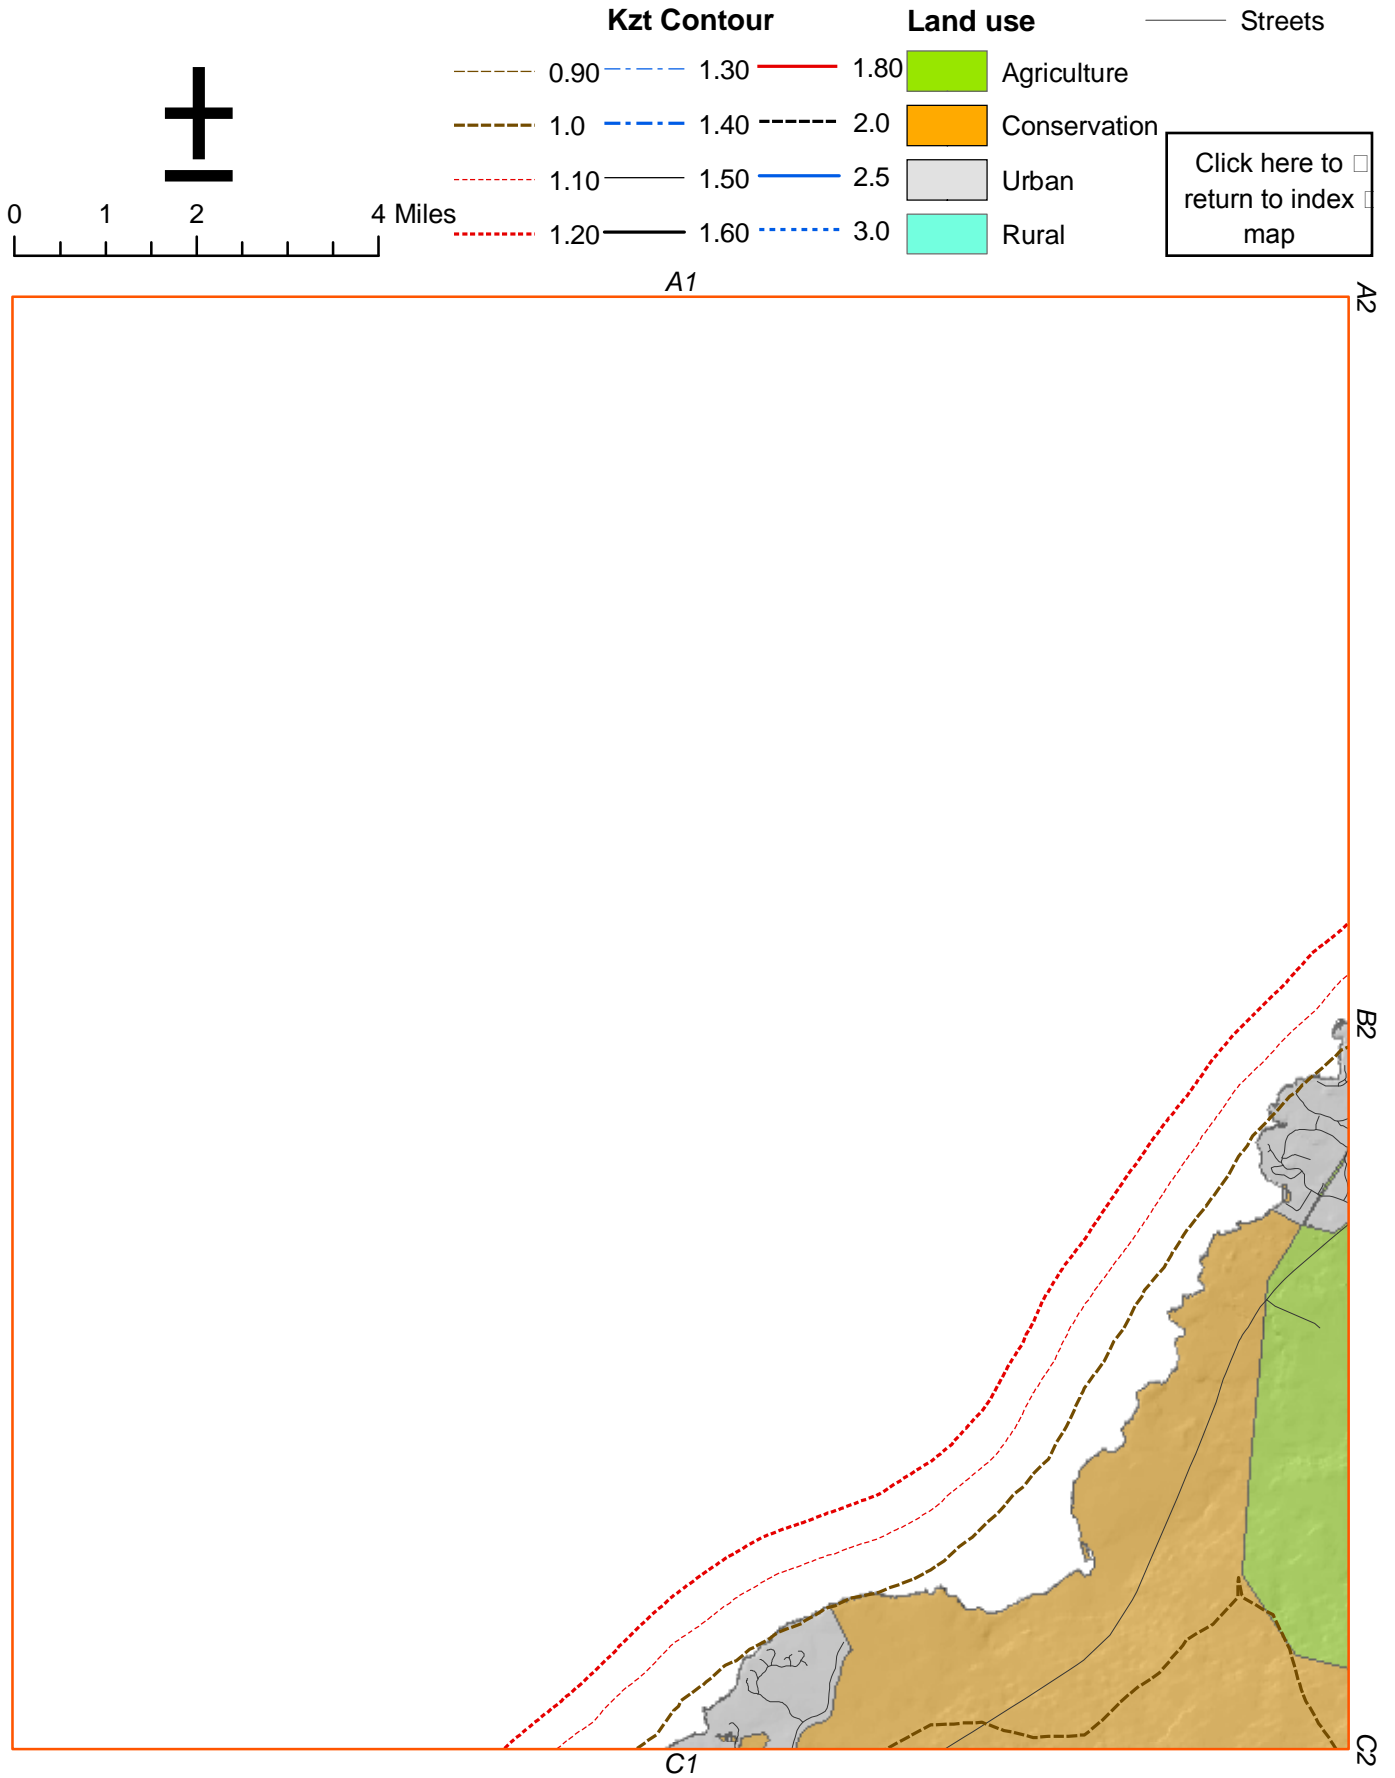 Kzt Contour
0.90
1.0
1.10
1.20
1.30
1.40
1.50
1.60
1.80
2.0
2.5
3.0
Land use
Agriculture
Conservation
Urban
Rural
Streets
Click here to
return to index
map
0 1 2 4 Miles
A1
A2
B2
C1
C2